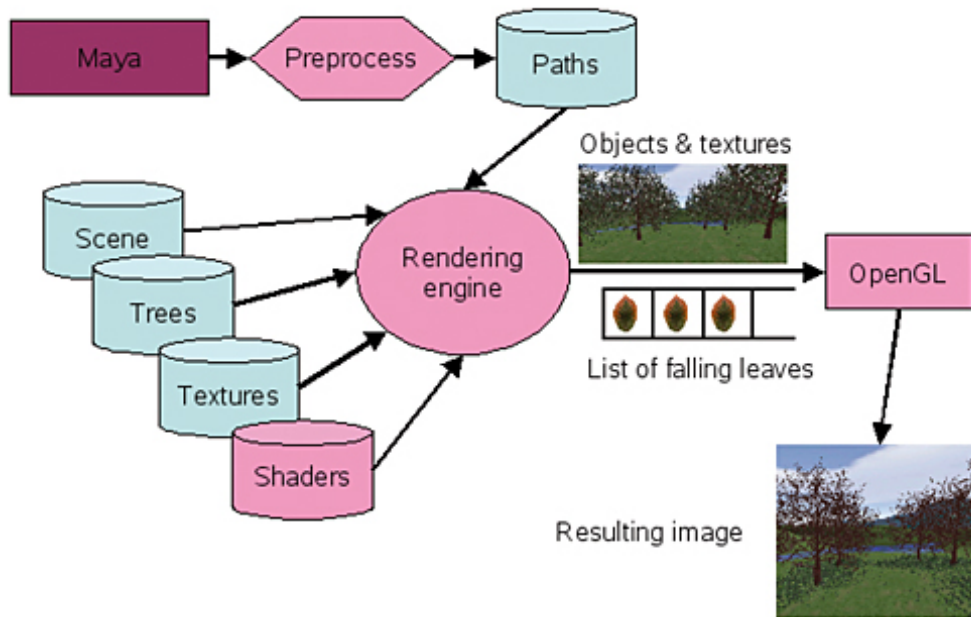 Maya
Preprocess
Paths
Objects & textures
Scene
Trees
Textures
Shaders
Rendering
engine
OpenGL
List of falling leaves
Resulting image